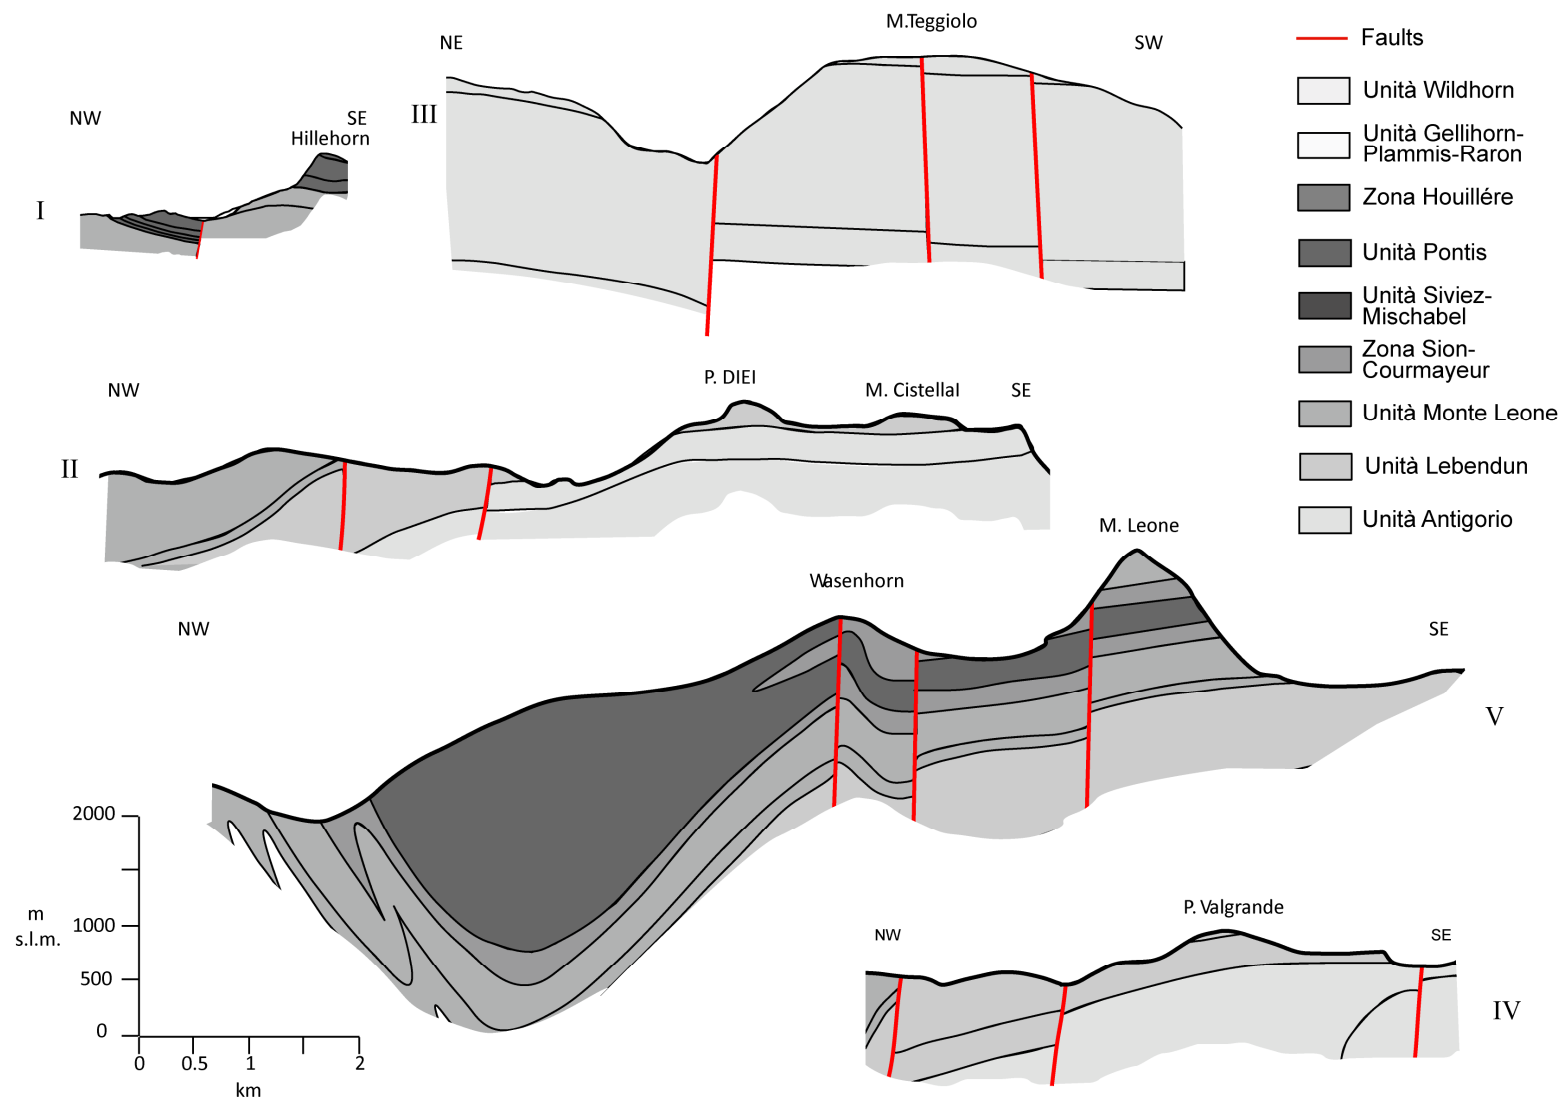 M.Teggiolo
NE
SW
III
NW
SE
Hillehorn
I
Faults
Unità Wildhorn
Unità Gellihorn-
Plammis-Raron
Zona Houillére
Unità Pontis
Unità Siviez-
Mischabel
Zona Sion-
Courmayeur
Unità Monte Leone
Unità Lebendun
Unità Antigorio
P. DIEI
NW
M. Cistellal
SE
II
M. Leone
Wasenhorn
NW
SE
V
2000
m
s.l.m.
1000
500
0
0
0.5
1
2
km
P. Valgrande
NW
SE
IV